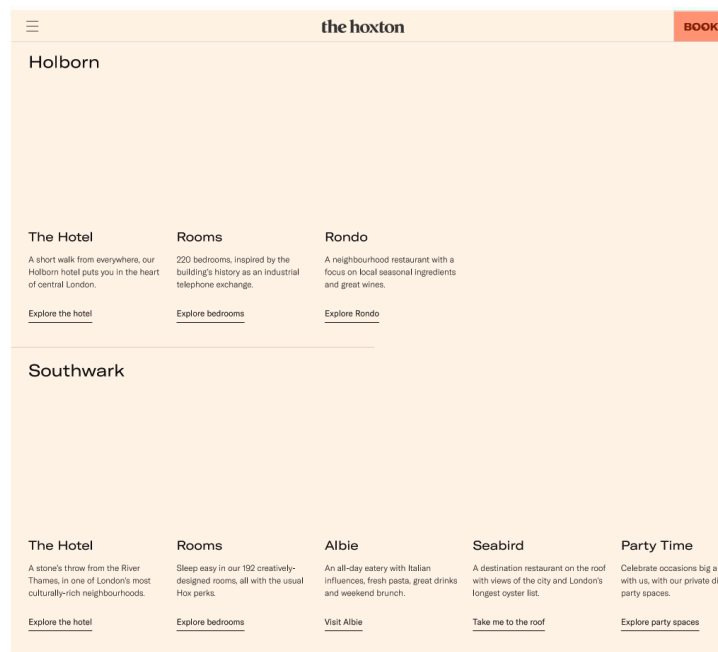 the hoxton
BOOK
Holborn
The Hotel
A short walk from everywhere, our
Holborn hotel puts you in the heart
of central London.
Explore the hotel
Rooms
220 bedrooms, inspired by the
building's history as an industrial
telephone exchange.
Explore bedrooms
Rondo
A neighbourhood restaurant with a
focus on local seasonal ingredients
and great wines.
Explore Rondo
Southwark
The Hotel
A stone's throw from the River
Thames, in one of London's most
culturally-rich neighbourhoods.
Explore the hotel
Rooms
Sleep easy in our 192 creatively-
designed rooms, all with the usual
Hox perks.
Explore bedrooms
Albie
An all-day eatery with Italian
influences, fresh pasta, great drinks
and weekend brunch.
Visit Albie
Seabird
A destination restaurant on the roof
with views of the city and London's
longest oyster list.
Take me to the roof
Party Time
Celebrate occasions big a
with us, with our private di
party spaces.
Explore party spaces